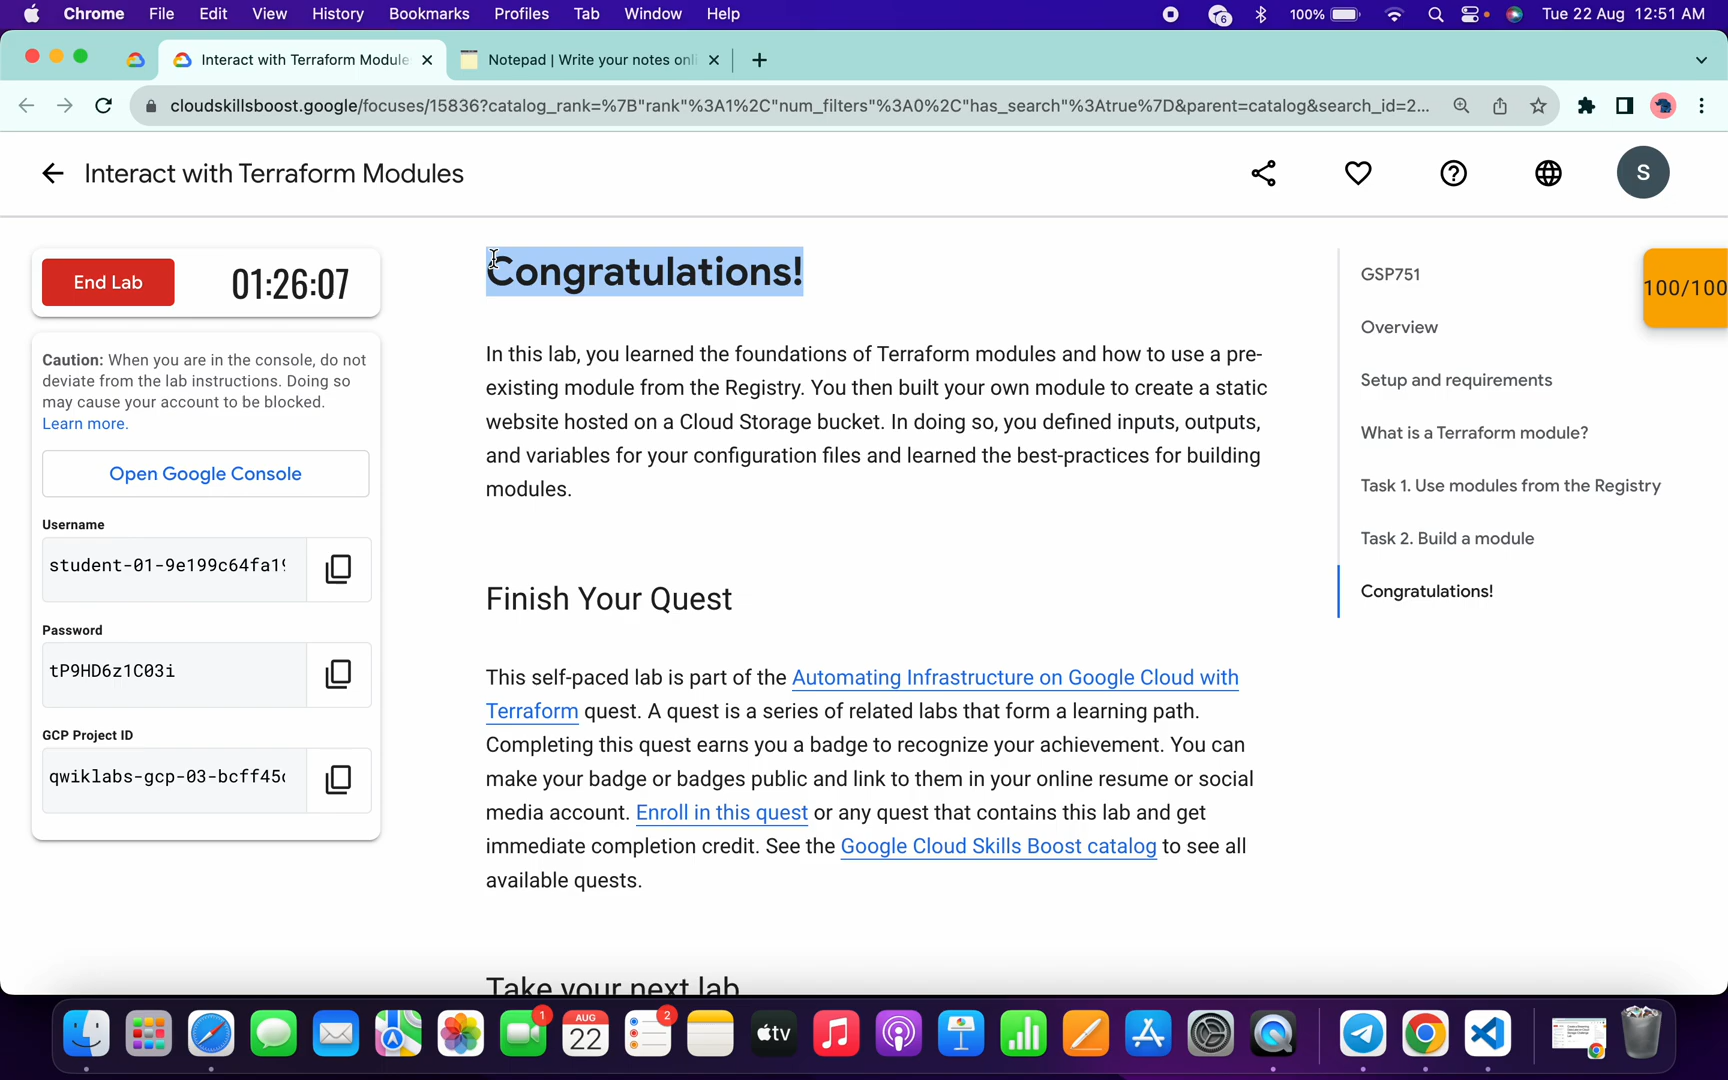 Chrome File Edit View History Bookmarks Profiles Tab Window Help 6 100% Tue 22 Aug 12:51 AM
Interact with Terraform Module Notepad | Write your notes onli
cloudskillsboost.google/focuses/15836?catalog_rank=%7B"rank"%3A1%2C"num_filters"%3A0%2C"has_search"%3Atrue%7D&parent=catalog&search_id=2...
Interact with Terraform Modules
S
End Lab 01:26:07
Caution: When you are in the console, do not
deviate from the lab instructions. Doing so
may cause your account to be blocked.
Learn more.
Open Google Console
Username
student-01-9e199c64fa19
Password
tP9HD6z1C03i
GCP Project ID
qwiklabs-gcp-03-bcff45
Congratulations!
In this lab, you learned the foundations of Terraform modules and how to use a pre-
existing module from the Registry. You then built your own module to create a static
website hosted on a Cloud Storage bucket. In doing so, you defined inputs, outputs,
and variables for your configuration files and learned the best-practices for building
modules.
Finish Your Quest
This self-paced lab is part of the Automating Infrastructure on Google Cloud with
Terraform quest. A quest is a series of related labs that form a learning path.
Completing this quest earns you a badge to recognize your achievement. You can
make your badge or badges public and link to them in your online resume or social
media account. Enroll in this quest or any quest that contains this lab and get
immediate completion credit. See the Google Cloud Skills Boost catalog to see all
available quests.
Take your next lab
GSP751
Overview
Setup and requirements
What is a Terraform module?
Task 1. Use modules from the Registry
Task 2. Build a module
Congratulations!
100/100
1 AUG 22 2 tv